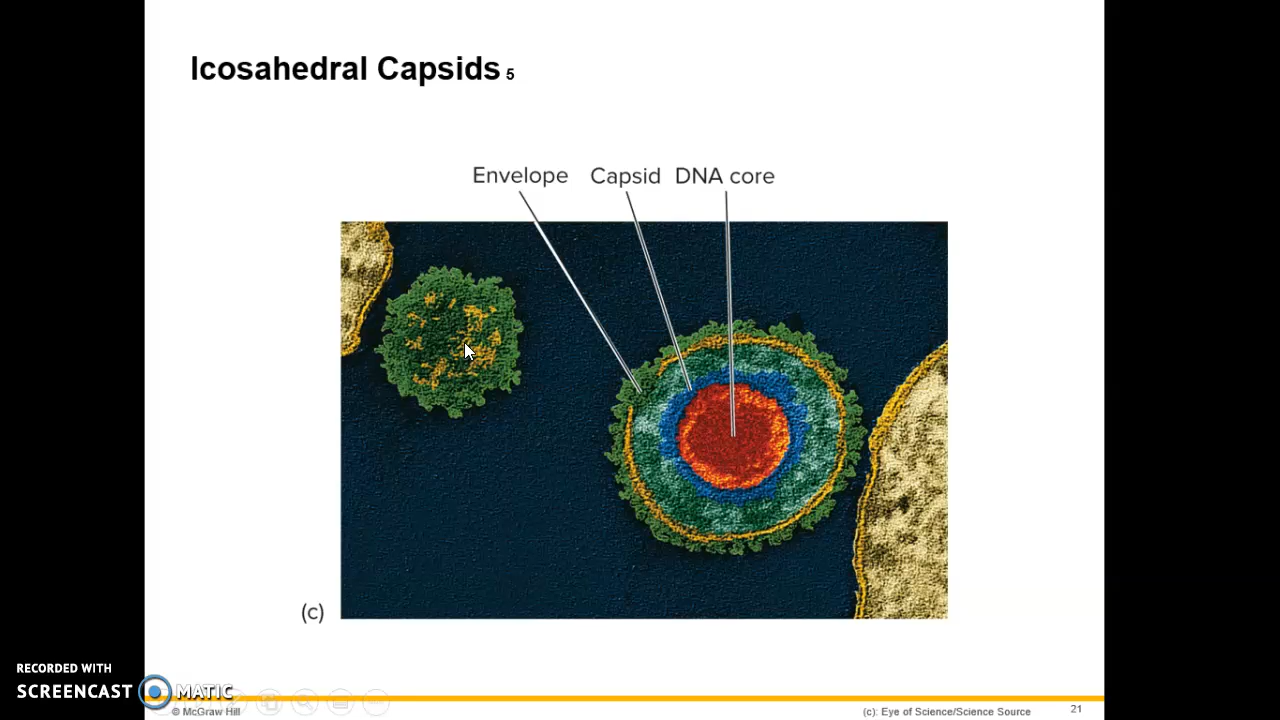 Icosahedral Capsids 5
Envelope Capsid DNA core
(c)
RECORDED WITH
SCREENCAST MATIC
© McGraw Hill
(c): Eye of Science/Science Source
21